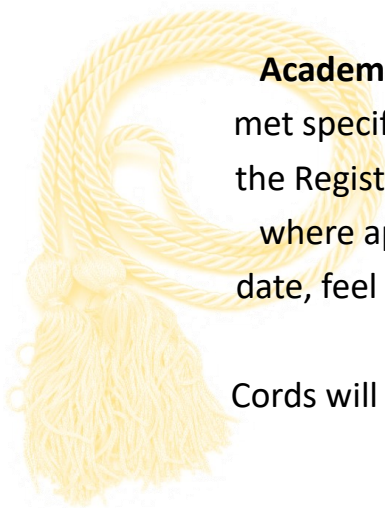 Academ
met specif
the Regist
where ap
date, feel
Cords will